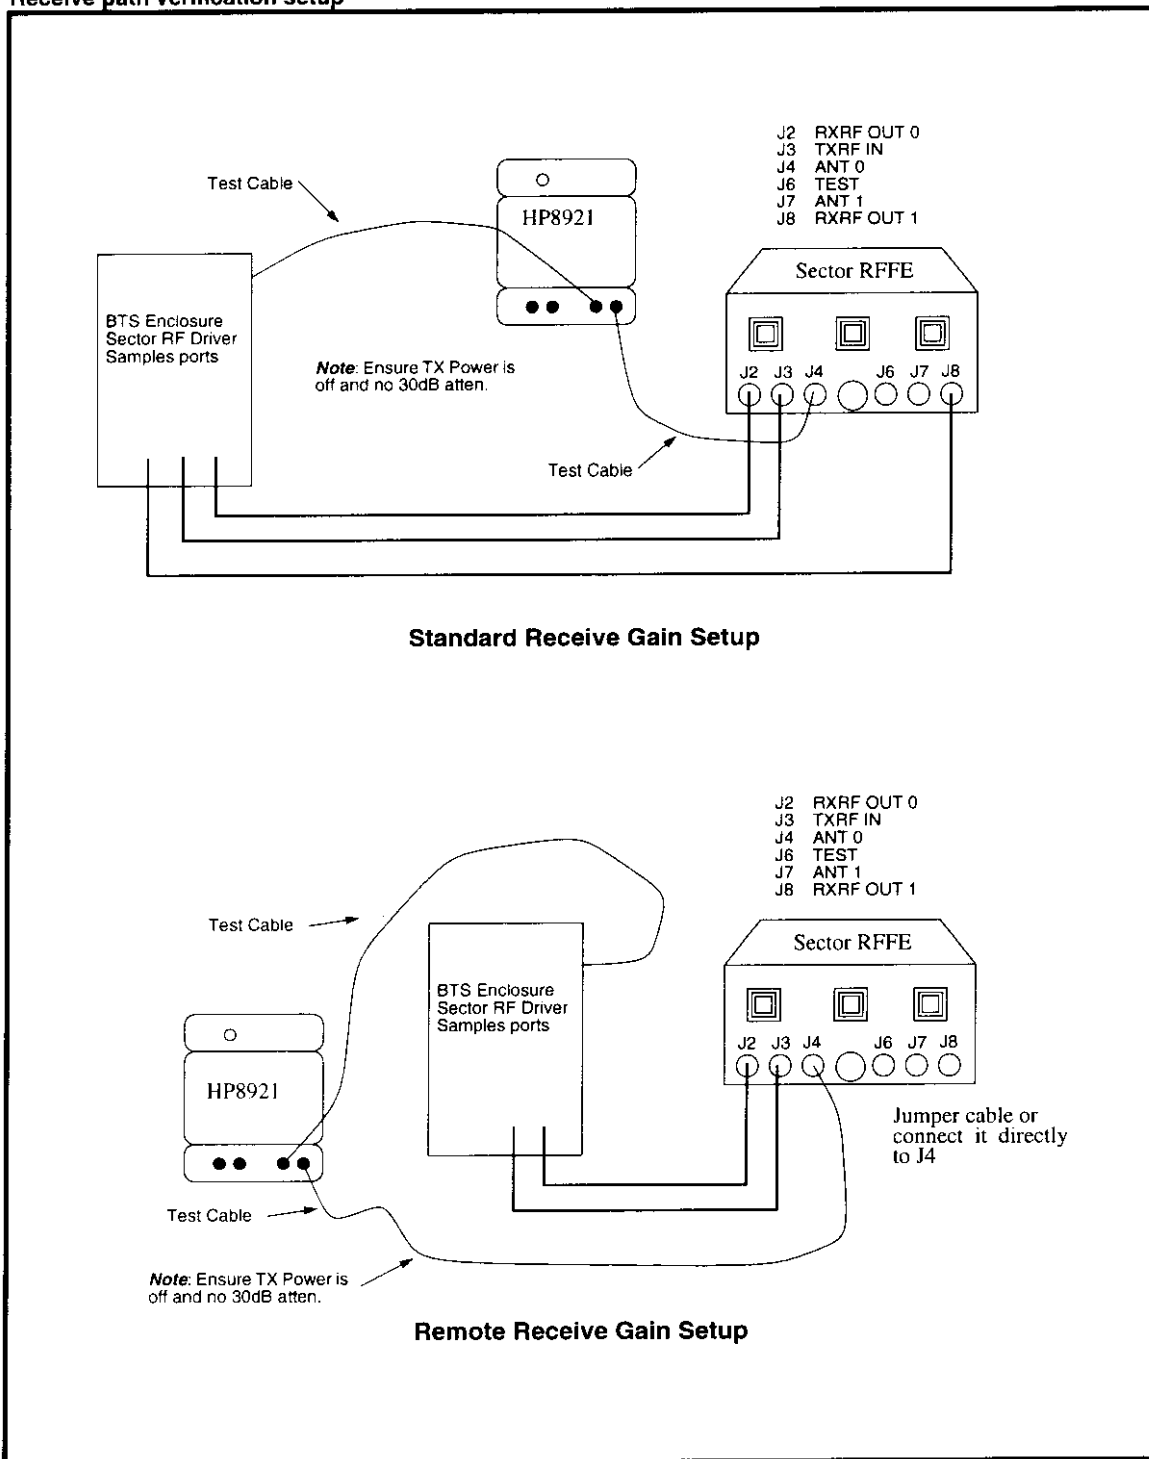 Receive path verification setup
J2 RXRF OUT 0
J3 TXRF IN
J4 ANT 0
J6 TEST
J7 ANT 1
J8 RXRF OUT 1
Test Cable
HP8921
Sector RFFE
BTS Enclosure
Sector RF Driver
Samples ports
Note: Ensure TX Power is
off and no 30dB atten.
J2 J3 J4 J6 J7 J8
Test Cable
Standard Receive Gain Setup
J2 RXRF OUT 0
J3 TXRF IN
J4 ANT 0
J6 TEST
J7 ANT 1
J8 RXRF OUT 1
Test Cable
Sector RFFE
BTS Enclosure
Sector RF Driver
Samples ports
J2 J3 J4 J6 J7 J8
HP8921
Jumper cable or
connect it directly
to J4
Test Cable
Note: Ensure TX Power is
off and no 30dB atten.
Remote Receive Gain Setup